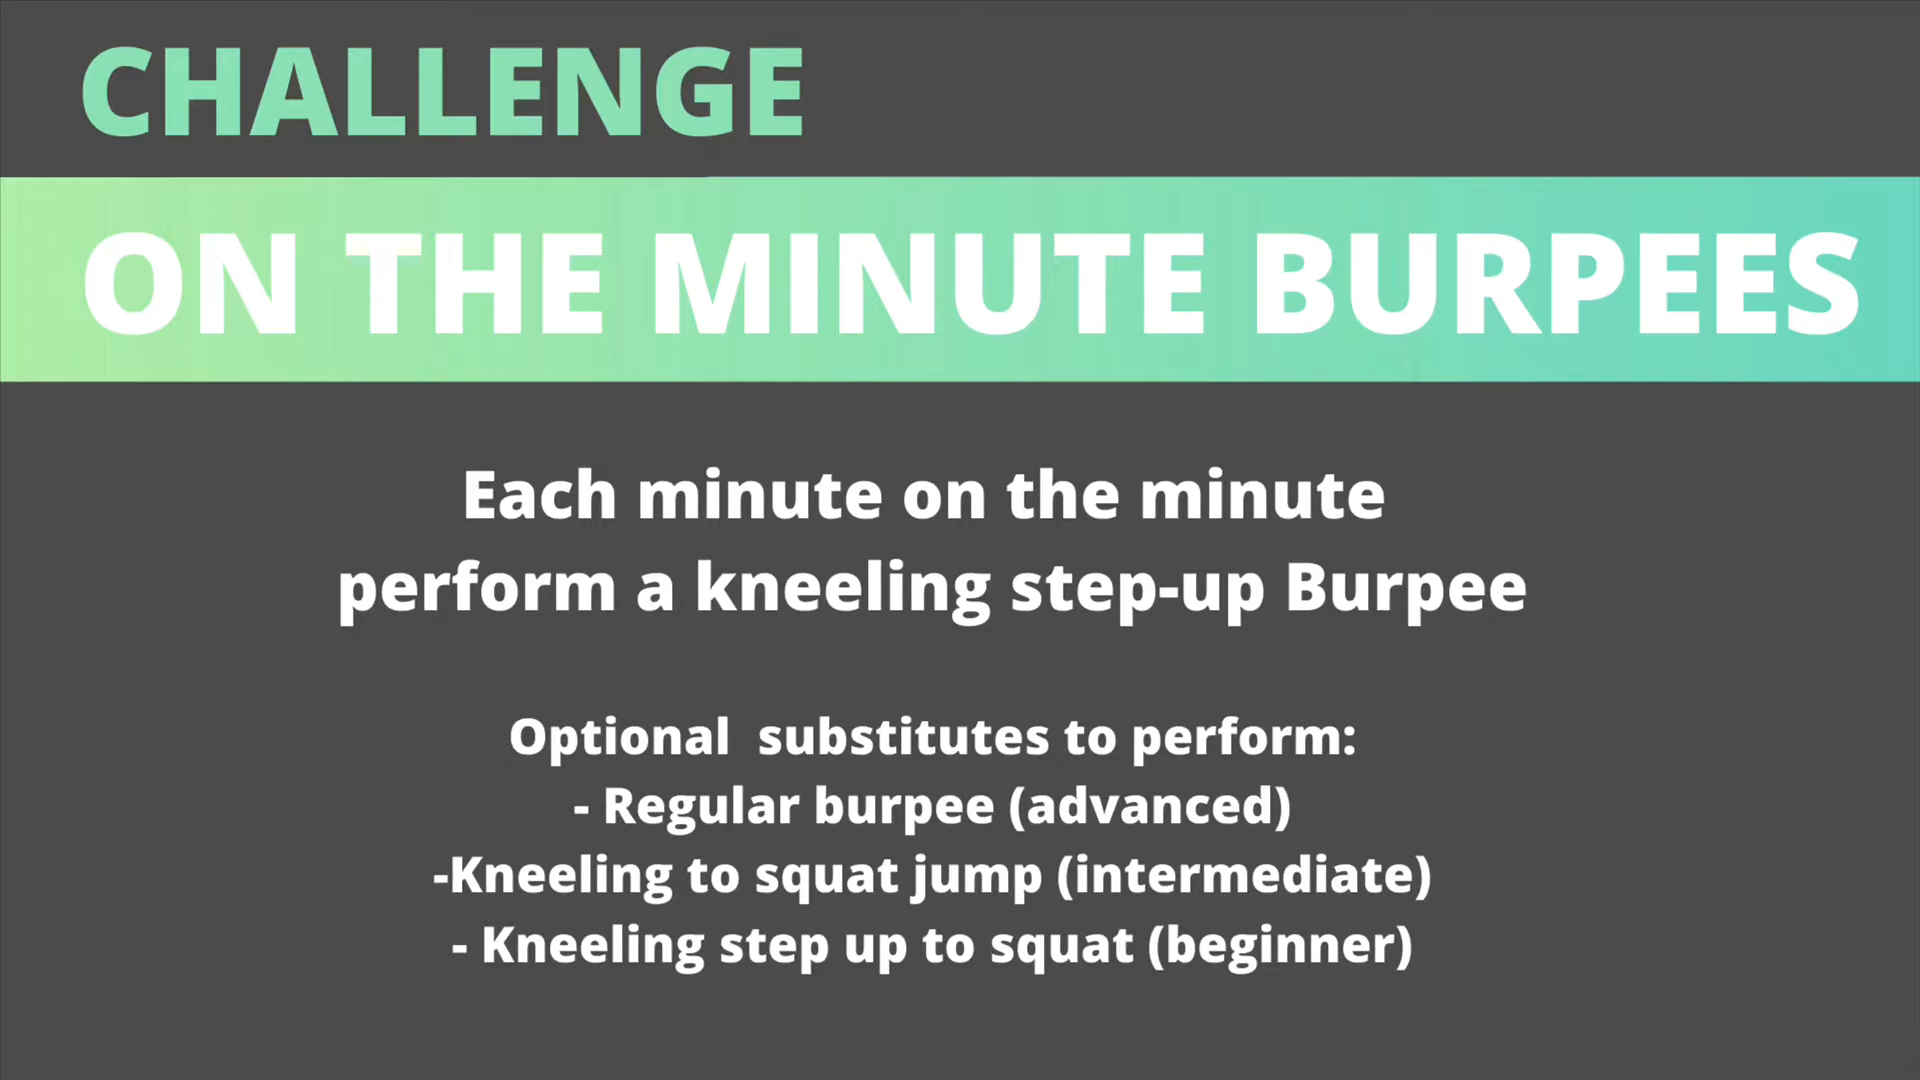 CHALLENGE
ON THE MINUTE BURPEES
Each minute on the minute
perform a kneeling step-up Burpee
Optional  substitutes to perform:
- Regular burpee (advanced)
-Kneeling to squat jump (intermediate)
- Kneeling step up to squat (beginner)